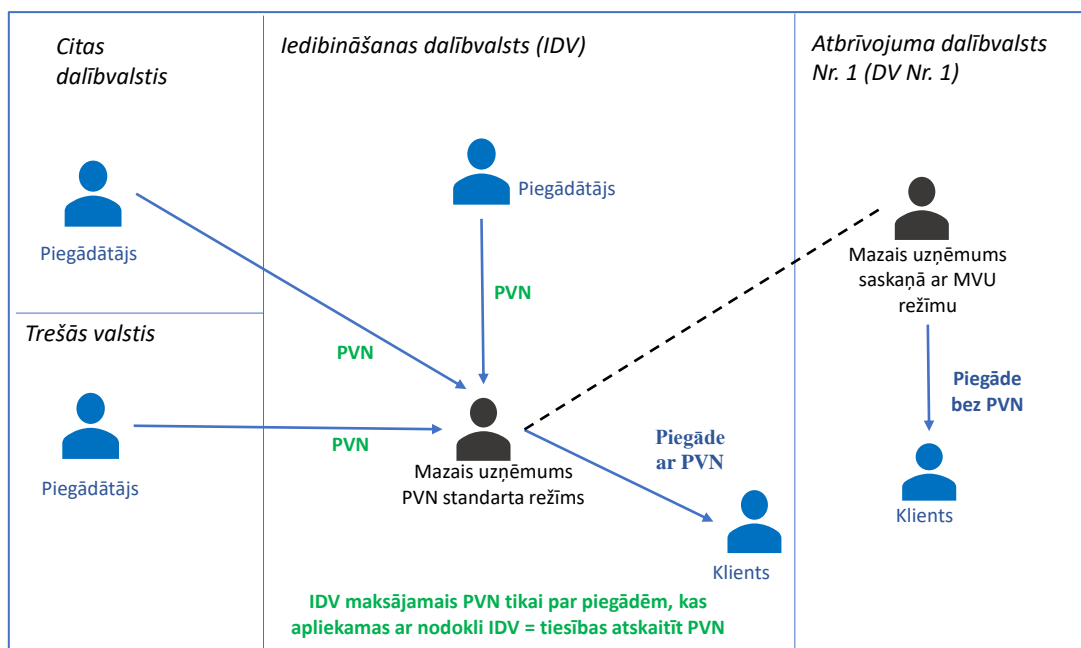 Citas
dalībvalstis
Piegādātājs
Trešās valstis
Piegādātājs
Iedibināšanas dalībvalsts (IDV)
Piegādātājs
PVN
PVN
PVN
Mazais uzņēmums
PVN standarta režīms
Piegāde
ar PVN
Klients
IDV maksājamais PVN tikai par piegādēm, kas
apliekamas ar nodokli IDV = tiesības atskaitīt PVN
Atbrīvojuma dalībvalsts
Nr. 1 (DV Nr. 1)
Mazais uzņēmums
saskaņā ar MVU
režīmu
Piegāde
bez PVN
Klients